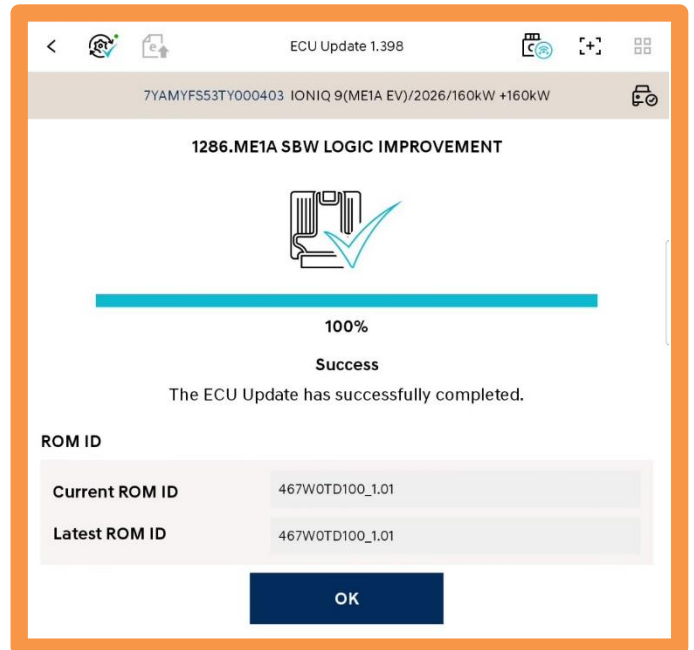 ECU Update 1.398
7YAMYFS53TY000403 IONIQ 9(ME1A EV)/2026/160kW +160kW
1286.ME1A SBW LOGIC IMPROVEMENT
100%
Success
The ECU Update has successfully completed.
ROM ID
Current ROM ID 467W0TD100_1.01
Latest ROM ID 467W0TD100_1.01
OK